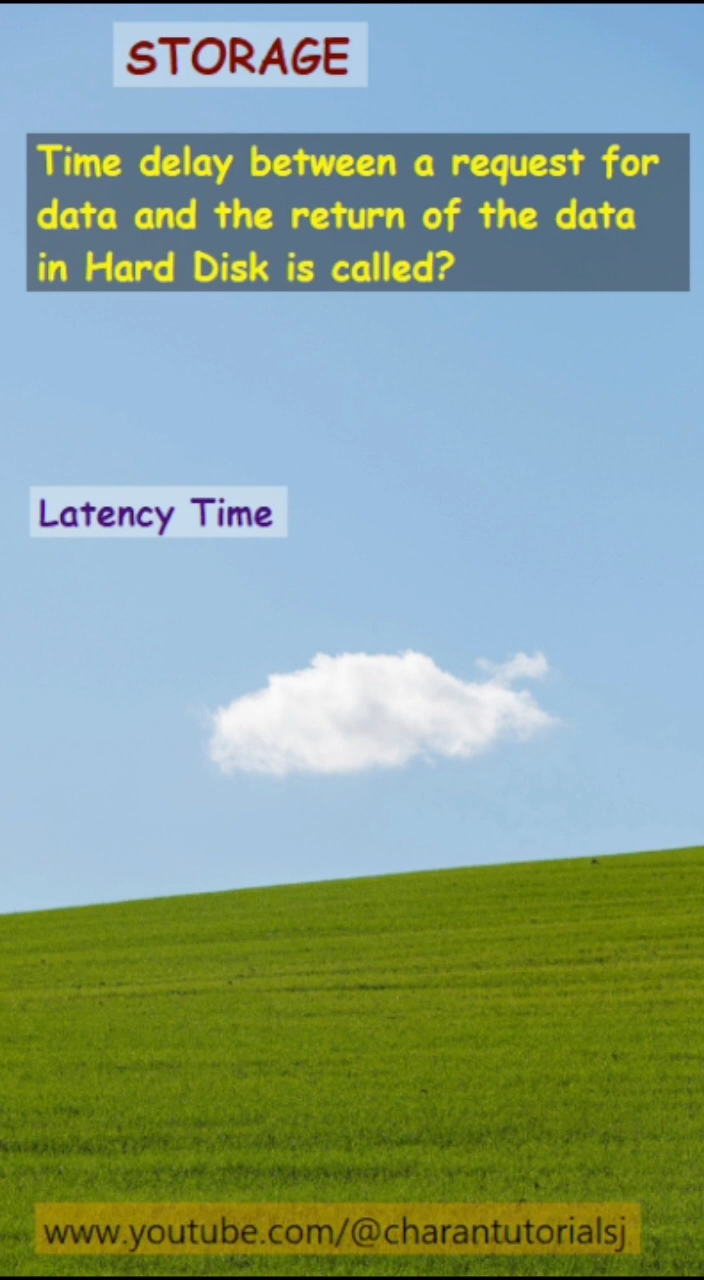 STORAGE
Time delay between a request for
data and the return of the data
in Hard Disk is called?
Latency Time
www.youtube.com/@charantutorialsj